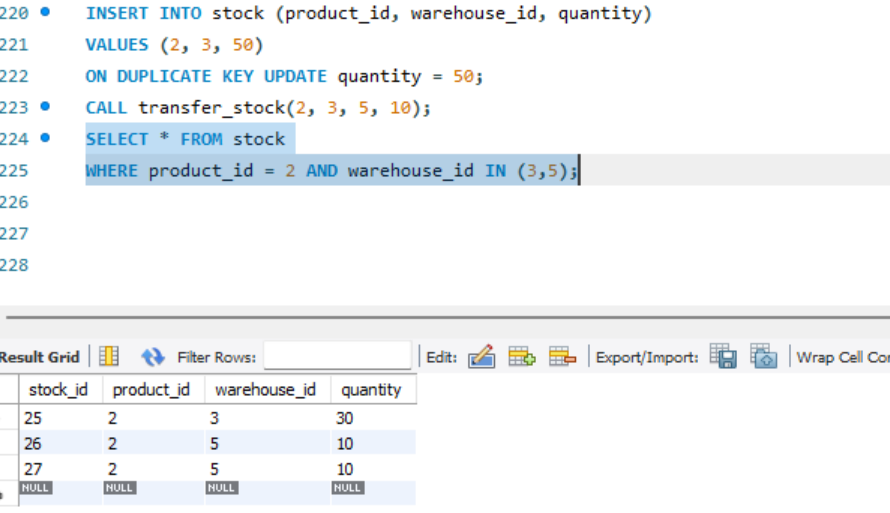 220 INSERT INTO stock (product_id, warehouse_id, quantity)
221 VALUES (2, 3, 50)
222 ON DUPLICATE KEY UPDATE quantity = 50;
223 CALL transfer_stock(2, 3, 5, 10);
224 SELECT * FROM stock
225 WHERE product_id = 2 AND warehouse_id IN (3,5);
226
227
228
Result Grid Filter Rows: Edit: Export/Import: Wrap Cell
stock_id product_id warehouse_id quantity
25 2 3 30
26 2 5 10
27 2 5 10
NULL NULL NULL NULL